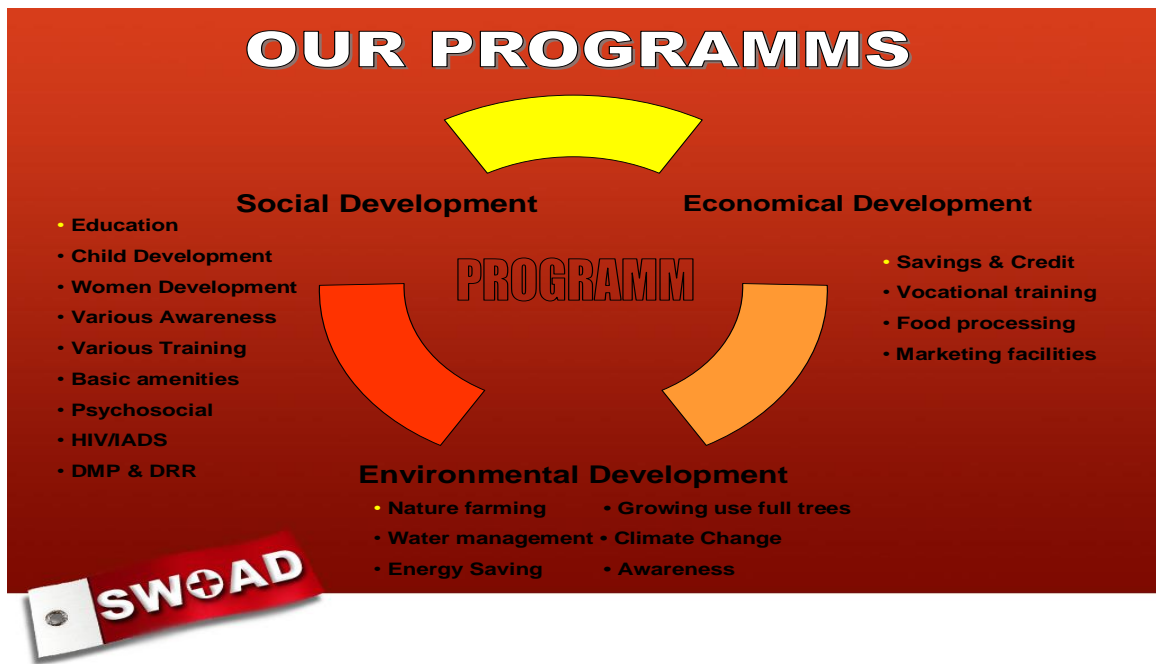 OUR PROGRAMMS
Social Development
• Education
• Child Development
• Women Development
• Various Awareness
• Various Training
• Basic amenities
• Psychosocial
• HIV/IADS
• DMP & DRR
PROGRAMM
Economical Development
• Savings & Credit
• Vocational training
• Food processing
• Marketing facilities
Environmental Development
• Nature farming • Growing use full trees
• Water management • Climate Change
• Energy Saving • Awareness
SWOAD